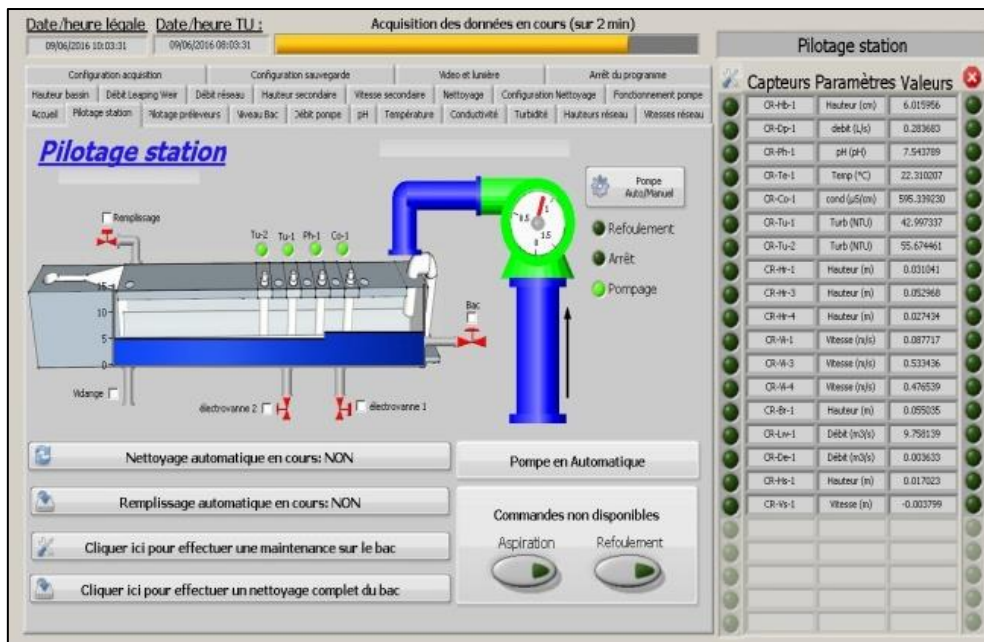 Date/heure légale Date/heure TU : Acquisition des données en cours (sur 2 min)
09/06/2016 10:03:31 09/06/2016 08:03:31
Configuration acquistion Configuration sauvegarde Video et lumière Arrêt du programme
Hauteur bassin Débit Leaping Weir Débit réseau Hauteur secondaire Vitesse secondaire Nettoyage Configuration Nettoyage Fonctionnement pompe
Accueil Pilotage station Pilotage préleveurs Niveau Bac Débit pompe pH Température Conductivité Turbidité Hauteurs réseau Vitesses réseau
Pilotage station
Remplissage
Tu-2 Tu-1 Ph-1 Co-1
15
10
5
0
Vidange
électrovanne 2
électrovanne 1
Bac
0.5 1
0 1.5
Pompe
Auto/Manuel
Refoulement
Arrêt
Pompage
Nettoyage automatique en cours: NON
Remplissage automatique en cours: NON
Cliquer ici pour effectuer une maintenance sur le bac
Cliquer ici pour effectuer un nettoyage complet du bac
Pompe en Automatique
Commandes non disponibles
Aspiration Refoulement
Pilotage station
Capteurs Paramètres Valeurs
CR-Hb-1 Hauteur (cm) 6.015956
CR-Dp-1 debit (L/s) 0.283683
CR-Ph-1 pH (pH) 7.543789
CR-Te-1 Temp (°C) 22.310207
CR-Co-1 cond (µS/cm) 595.339230
CR-Tu-1 Turb (NTU) 42.997337
CR-Tu-2 Turb (NTU) 55.674461
CR-Hr-1 Hauteur (m) 0.031041
CR-Hr-3 Hauteur (m) 0.052968
CR-Hr-4 Hauteur (m) 0.027434
CR-Vi-1 Vitesse (m/s) 0.087717
CR-Vi-3 Vitesse (m/s) 0.533436
CR-Vi-4 Vitesse (m/s) 0.476539
CR-Br-1 Hauteur (m) 0.055035
CR-Lw-1 Débit (m3/s) 9.758139
CR-De-1 Débit (m3/s) 0.003633
CR-Hs-1 Hauteur (m) 0.017023
CR-Vs-1 Vitesse (m) -0.003799